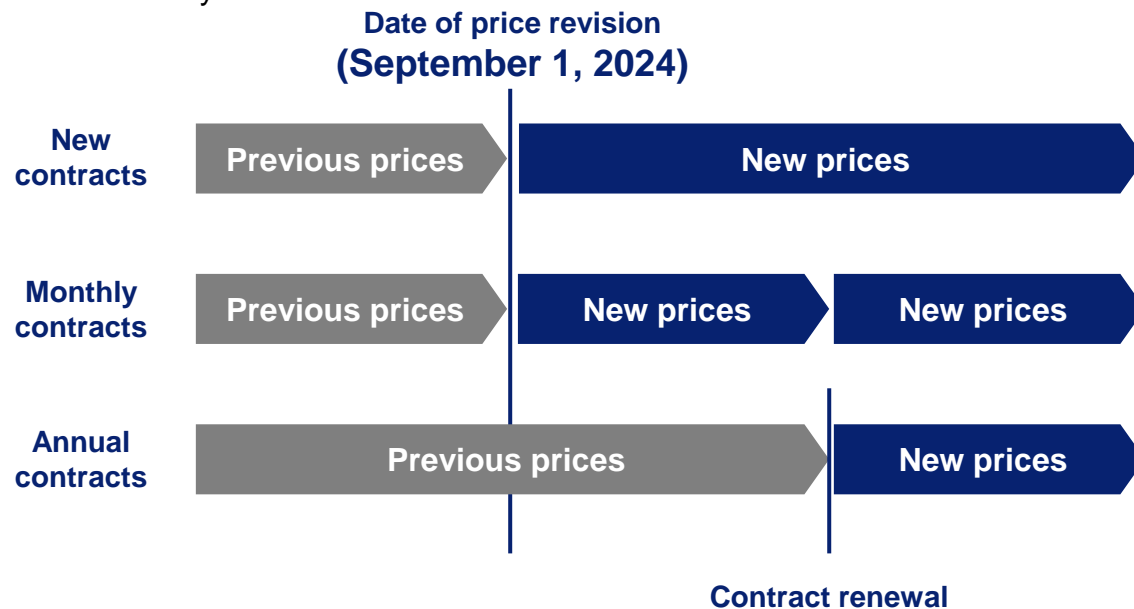 Date of price revision
(September 1, 2024)
New
contracts
Previous prices
New prices
Monthly
contracts
Previous prices
New prices
New prices
Annual
contracts
Previous prices
New prices
Contract renewal